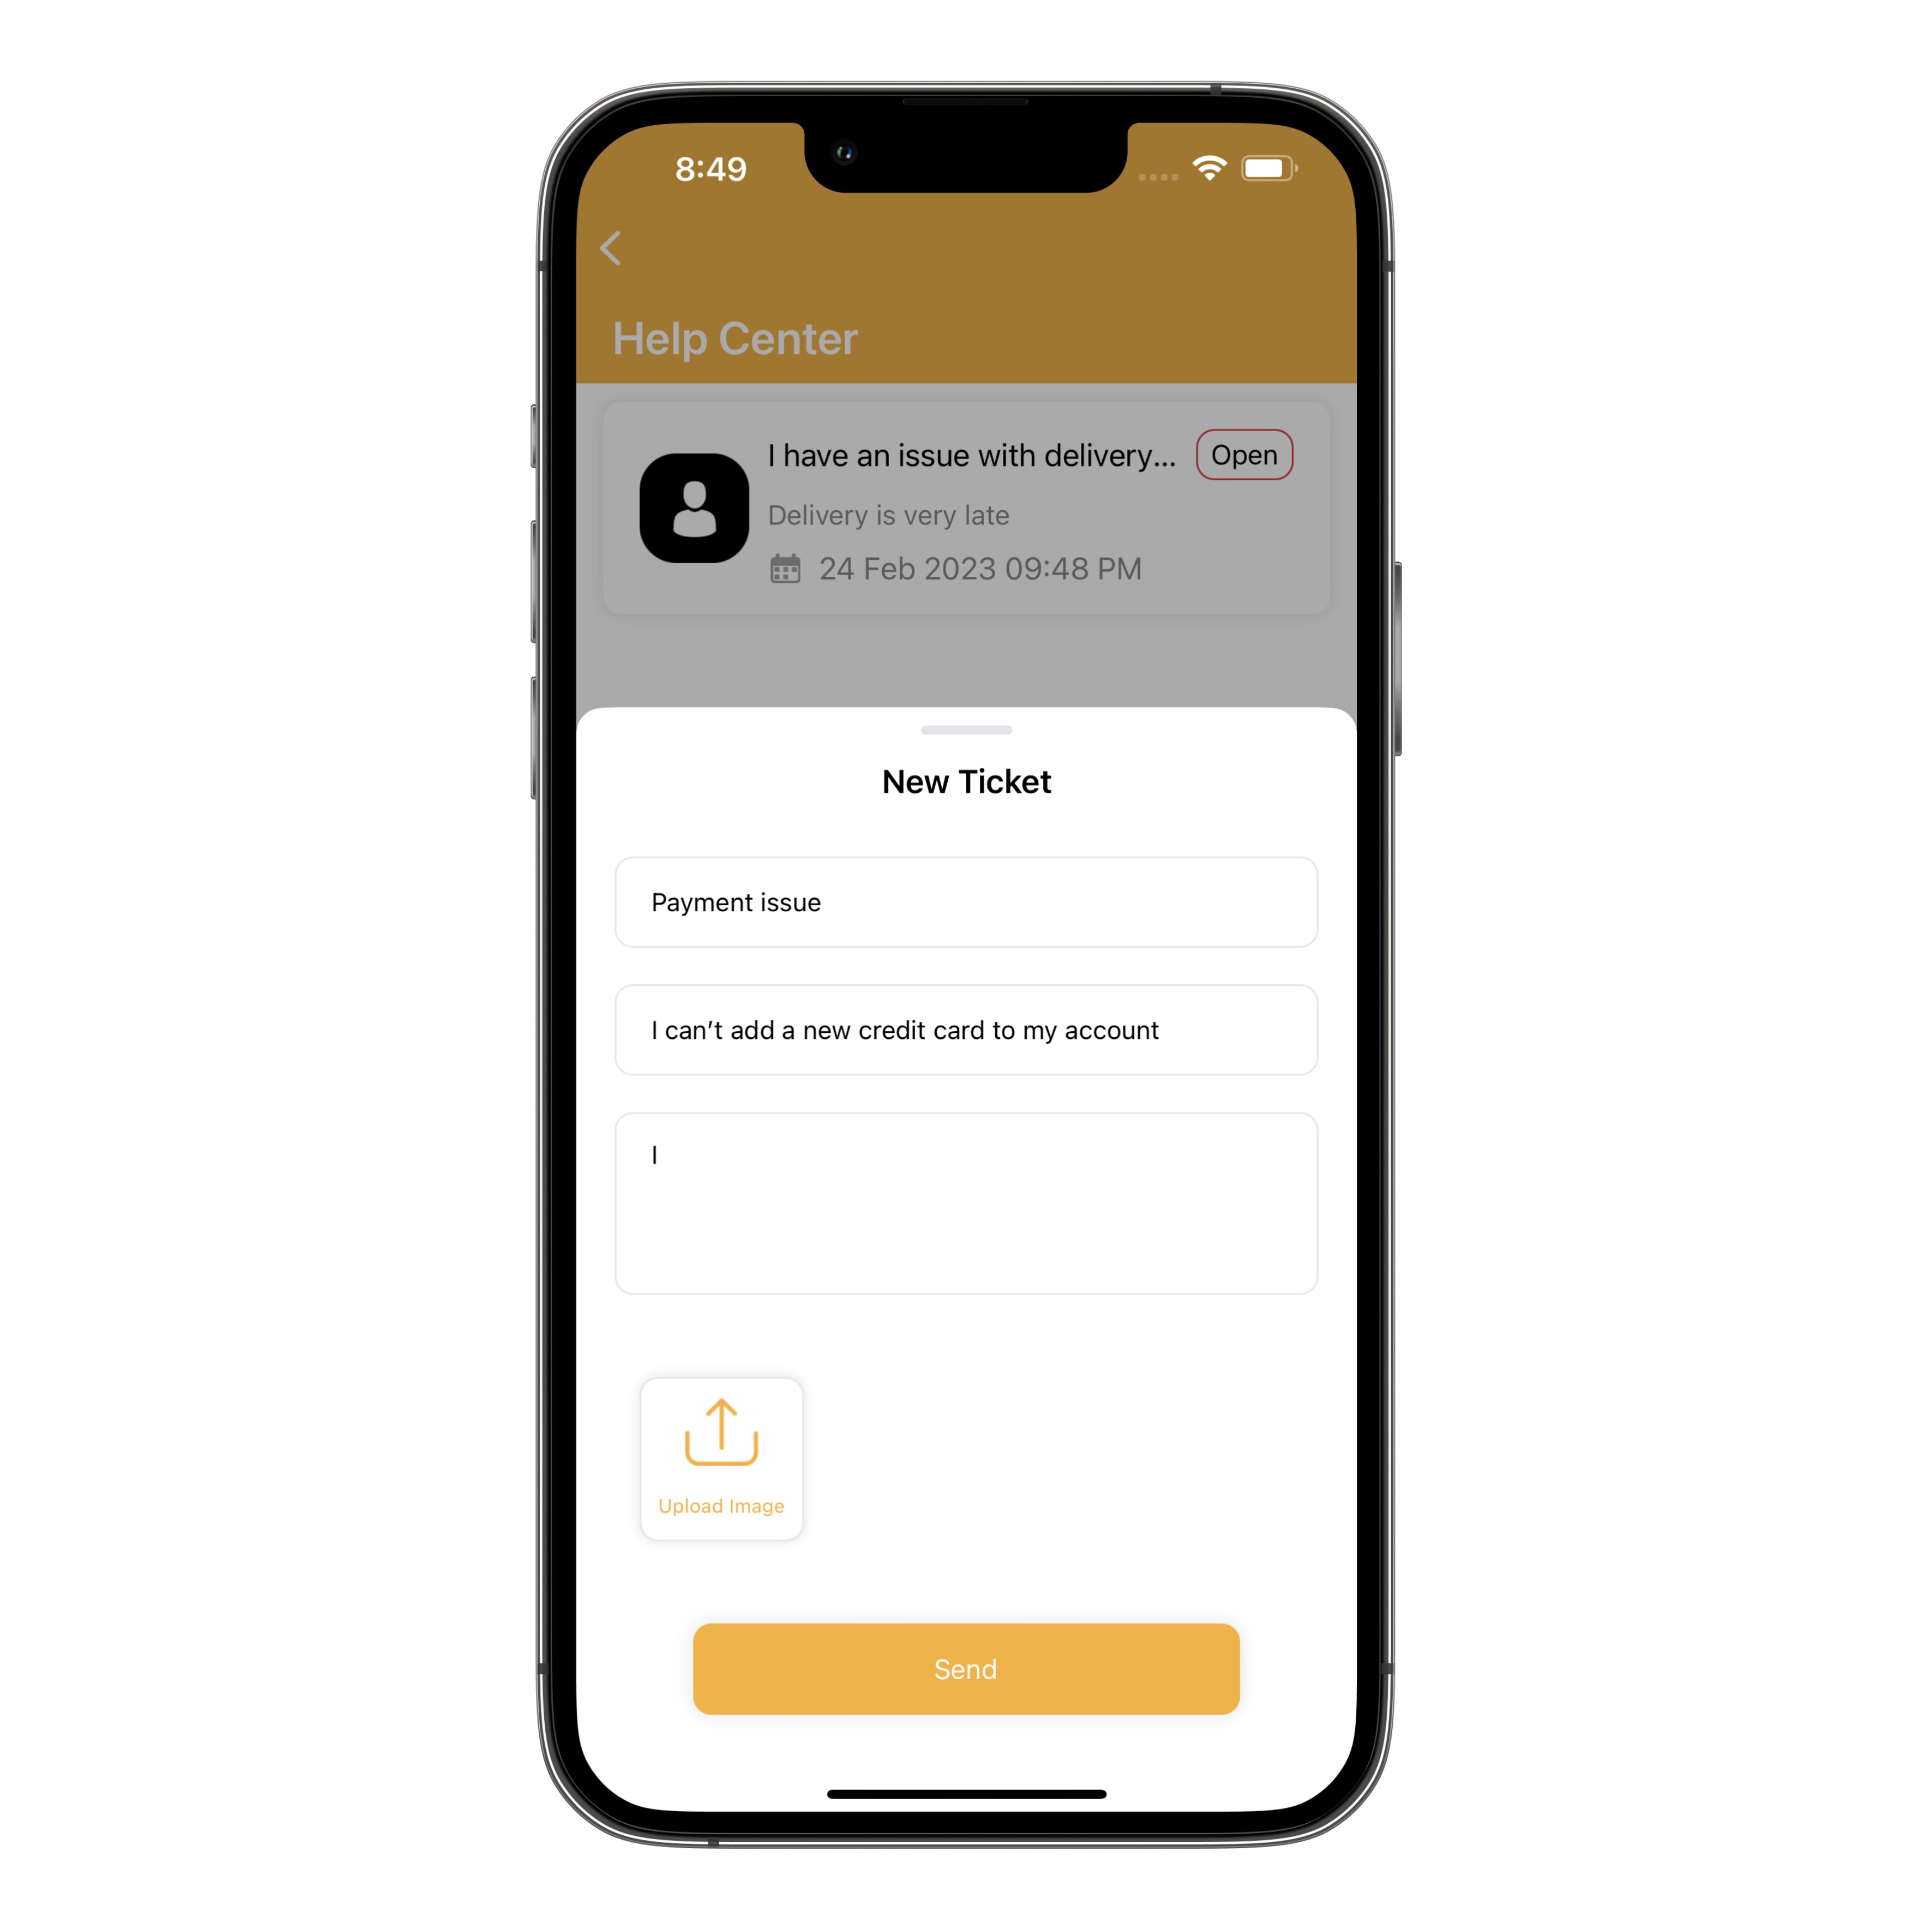 8:49
Help Center
I have an issue with delivery...
Open
Delivery is very late
24 Feb 2023 09:48 PM
New Ticket
Payment issue
I can’t add a new credit card to my account
I
Upload Image
Send